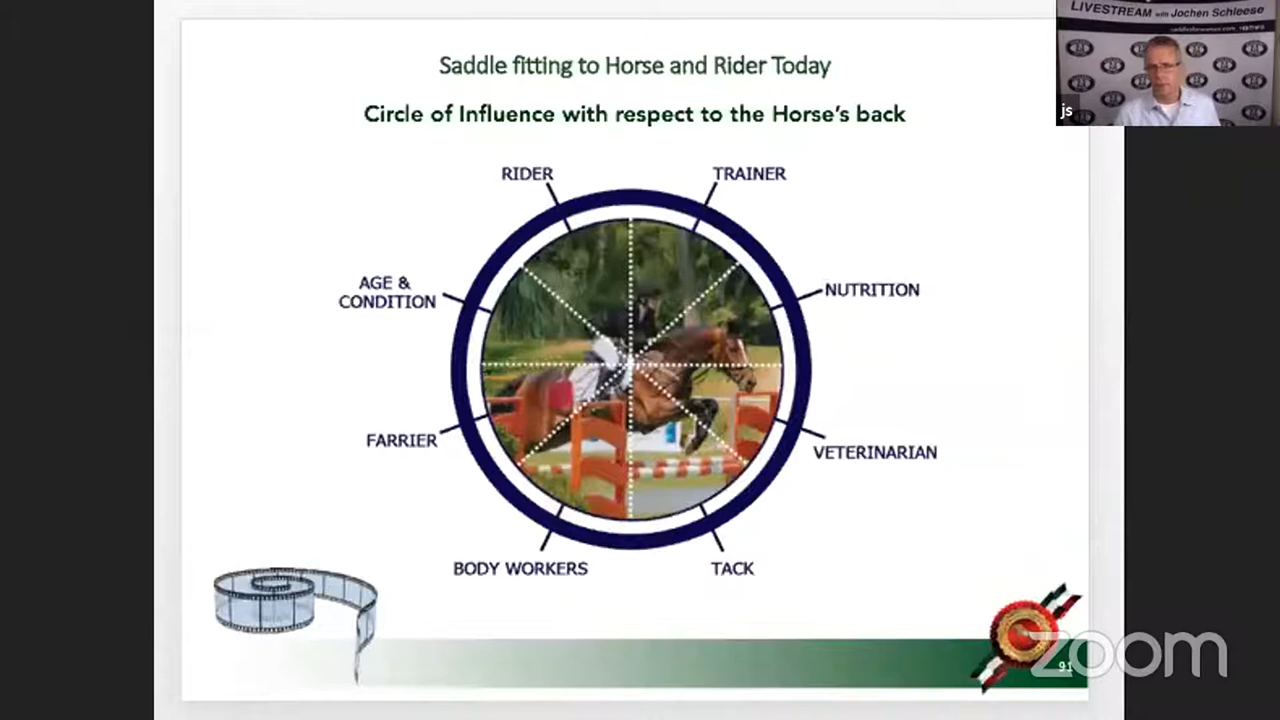 LIVESTREAM with Jochen Schleese
js
Saddle fitting to Horse and Rider Today
Circle of Influence with respect to the Horse's back
RIDER
TRAINER
AGE &
CONDITION
NUTRITION
FARRIER
VETERINARIAN
BODY WORKERS
TACK
91
zoom